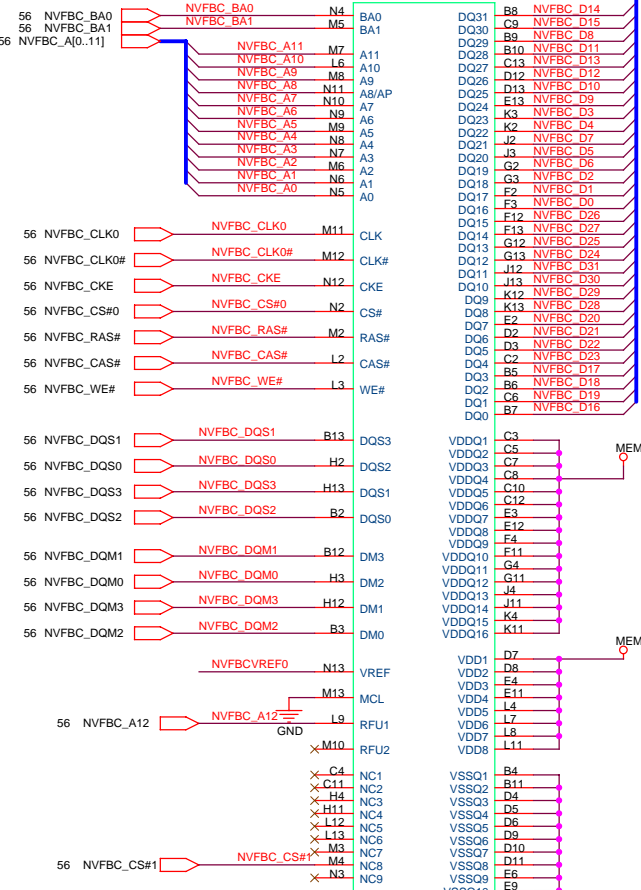 56 NVFBC_BA0 NVFBC_BA0 N4 BA0
56 NVFBC_BA1 NVFBC_BA1 M5 BA1
56 NVFBC_A[0..11]
NVFBC_A11 M7 A11
NVFBC_A10 L6 A10
NVFBC_A9 M8 A9
NVFBC_A8 N11 A8/AP
NVFBC_A7 N10 A7
NVFBC_A6 N9 A6
NVFBC_A5 M9 A5
NVFBC_A4 N8 A4
NVFBC_A3 N7 A3
NVFBC_A2 M6 A2
NVFBC_A1 N6 A1
NVFBC_A0 N5 A0
56 NVFBC_CLK0 NVFBC_CLK0 M11 CLK
56 NVFBC_CLK0# NVFBC_CLK0# M12 CLK#
56 NVFBC_CKE NVFBC_CKE N12 CKE
56 NVFBC_CS#0 NVFBC_CS#0 N2 CS#
56 NVFBC_RAS# NVFBC_RAS# M2 RAS#
56 NVFBC_CAS# NVFBC_CAS# L2 CAS#
56 NVFBC_WE# NVFBC_WE# L3 WE#
56 NVFBC_DQS1 NVFBC_DQS1 B13 DQS3
56 NVFBC_DQS0 NVFBC_DQS0 H2 DQS2
56 NVFBC_DQS3 NVFBC_DQS3 H13 DQS1
56 NVFBC_DQS2 NVFBC_DQS2 B2 DQS0
56 NVFBC_DQM1 NVFBC_DQM1 B12 DM3
56 NVFBC_DQM0 NVFBC_DQM0 H3 DM2
56 NVFBC_DQM3 NVFBC_DQM3 H12 DM1
56 NVFBC_DQM2 NVFBC_DQM2 B3 DM0
NVFBCVREF0 N13 VREF
M13 MCL
56 NVFBC_A12 NVFBC_A12 L9 RFU1
GND
M10 RFU2
C4 NC1
C11 NC2
H4 NC3
H11 NC4
L12 NC5
L13 NC6
M3 NC7
56 NVFBC_CS#1 NVFBC_CS#1 M4 NC8
N3 NC9
DQ31 B8 NVFBC_D14
DQ30 C9 NVFBC_D15
DQ29 B9 NVFBC_D8
DQ28 B10 NVFBC_D11
DQ27 C13 NVFBC_D13
DQ26 D12 NVFBC_D12
DQ25 D13 NVFBC_D10
DQ24 E13 NVFBC_D9
DQ23 K3 NVFBC_D3
DQ22 K2 NVFBC_D4
DQ21 J2 NVFBC_D7
DQ20 J3 NVFBC_D5
DQ19 G2 NVFBC_D6
DQ18 G3 NVFBC_D2
DQ17 F2 NVFBC_D1
DQ16 F3 NVFBC_D0
DQ15 F12 NVFBC_D26
DQ14 F13 NVFBC_D27
DQ13 G12 NVFBC_D25
DQ12 G13 NVFBC_D24
DQ11 J12 NVFBC_D31
DQ10 J13 NVFBC_D30
DQ9 K12 NVFBC_D29
DQ8 K13 NVFBC_D28
DQ7 E2 NVFBC_D20
DQ6 D2 NVFBC_D21
DQ5 D3 NVFBC_D22
DQ4 C2 NVFBC_D23
DQ3 B5 NVFBC_D17
DQ2 B6 NVFBC_D18
DQ1 C6 NVFBC_D19
DQ0 B7 NVFBC_D16
VDDQ1 C3
MEM
VDDQ2 C5
VDDQ3 C7
VDDQ4 C8
VDDQ5 C10
VDDQ6 C12
VDDQ7 E3
VDDQ8 E12
VDDQ9 F4
VDDQ10 F11
VDDQ11 G4
VDDQ12 G11
VDDQ13 J4
VDDQ14 J11
VDDQ15 K4
VDDQ16 K11
MEM
VDD1 D7
VDD2 D8
VDD3 E4
VDD4 E11
VDD5 L4
VDD6 L7
VDD7 L8
VDD8 L11
VSSQ1 B4
VSSQ2 B11
VSSQ3 D4
VSSQ4 D5
VSSQ5 D6
VSSQ6 D9
VSSQ7 D10
VSSQ8 D11
VSSQ9 E6
E9